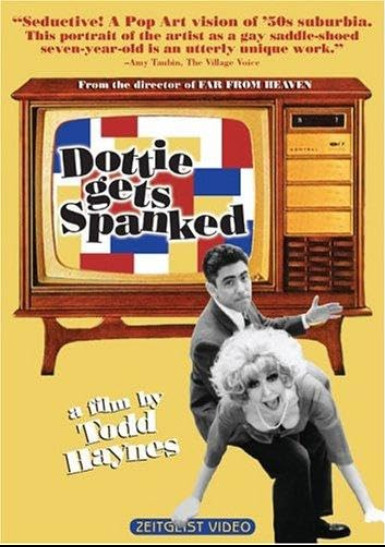 “Seductive! A Pop Art vision of ’50s suburbia.
This portrait of the artist as a gay saddle-shoed
seven-year-old is an utterly unique work.”
–Amy Taubin, The Village Voice
From the director of FAR FROM HEAVEN
Dottie
gets
Spanked
a film by
Todd
Haynes
ZEITGEIST VIDEO